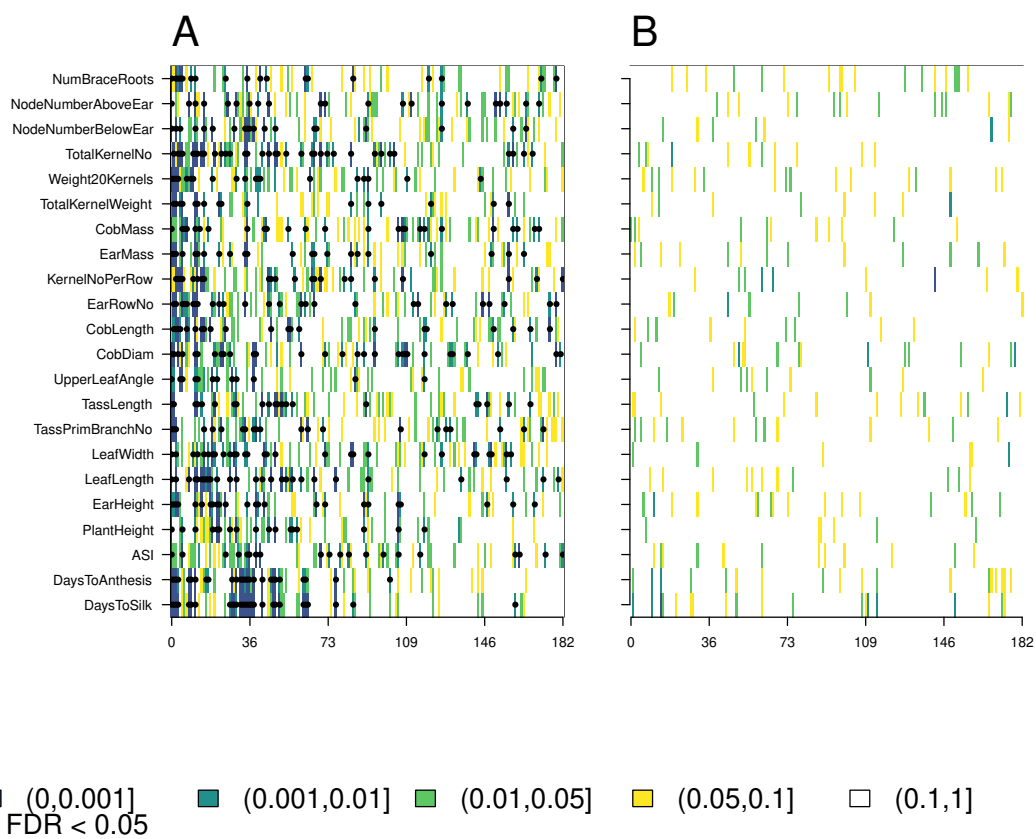 A B
NumBraceRoots
NodeNumberAboveEar
NodeNumberBelowEar
TotalKernelNo
Weight20Kernels
TotalKernelWeight
CobMass
EarMass
KernelNoPerRow
EarRowNo
CobLength
CobDiam
UpperLeafAngle
TassLength
TassPrimBranchNo
LeafWidth
LeafLength
EarHeight
PlantHeight
ASI
DaysToAnthesis
DaysToSilk
0 36 73 109 146 182 0 36 73 109 146 182
(0,0.001] (0.001,0.01] (0.01,0.05] (0.05,0.1] (0.1,1]
FDR < 0.05